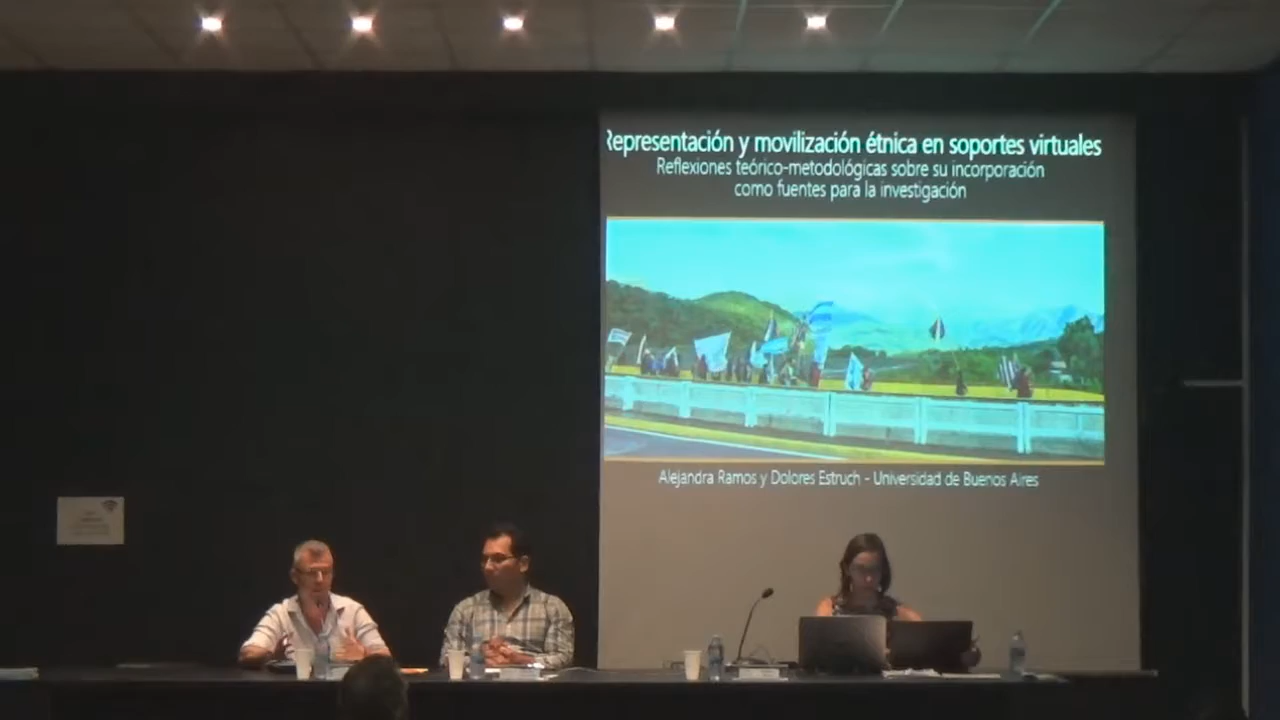 Representación y movilización étnica en soportes virtuales
Reflexiones teórico-metodológicas sobre su incorporación
como fuentes para la investigación
Alejandra Ramos y Dolores Estruch - Universidad de Buenos Aires